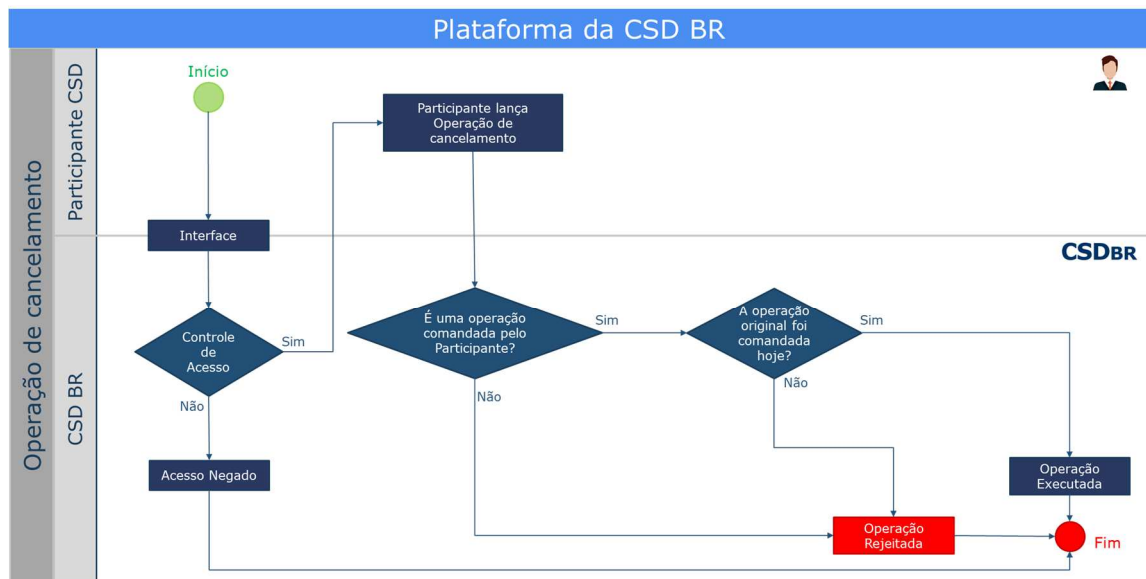 Plataforma da CSD BR
Operação de cancelamento
Participante CSD
CSD BR
Início
Participante lança
Operação de
cancelamento
Interface
CSDBR
Controle
de
Acesso
Sim
Não
É uma operação
comandada pelo
Participante?
Sim
Não
A operação
original foi
comandada
hoje?
Sim
Não
Acesso Negado
Operação
Executada
Operação
Rejeitada
Fim